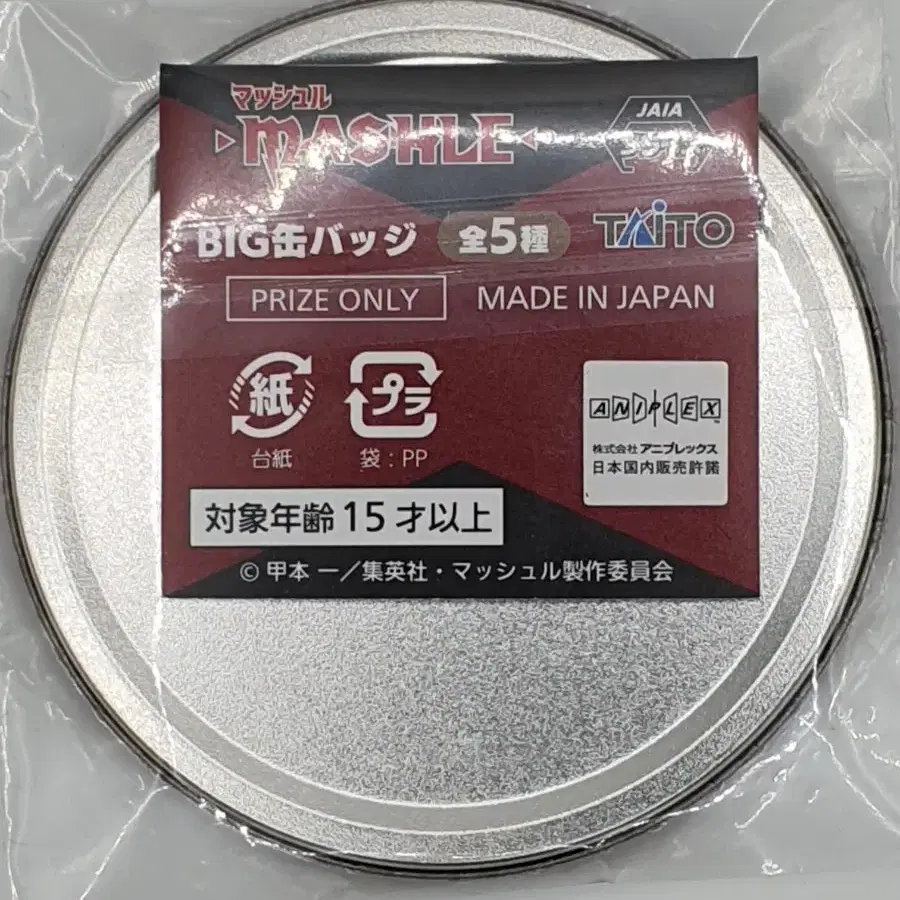 マッシュル
MASHLE
JAIA
BIG缶バッジ
全5種
TAITO
PRIZE ONLY
MADE IN JAPAN
紙
プラ
台紙
袋：PP
ANIPLEX
株式会社 アニプレックス
日本国内販売許諾
対象年齢 15 才以上
© 甲本 一／集英社・マッシュル製作委員会